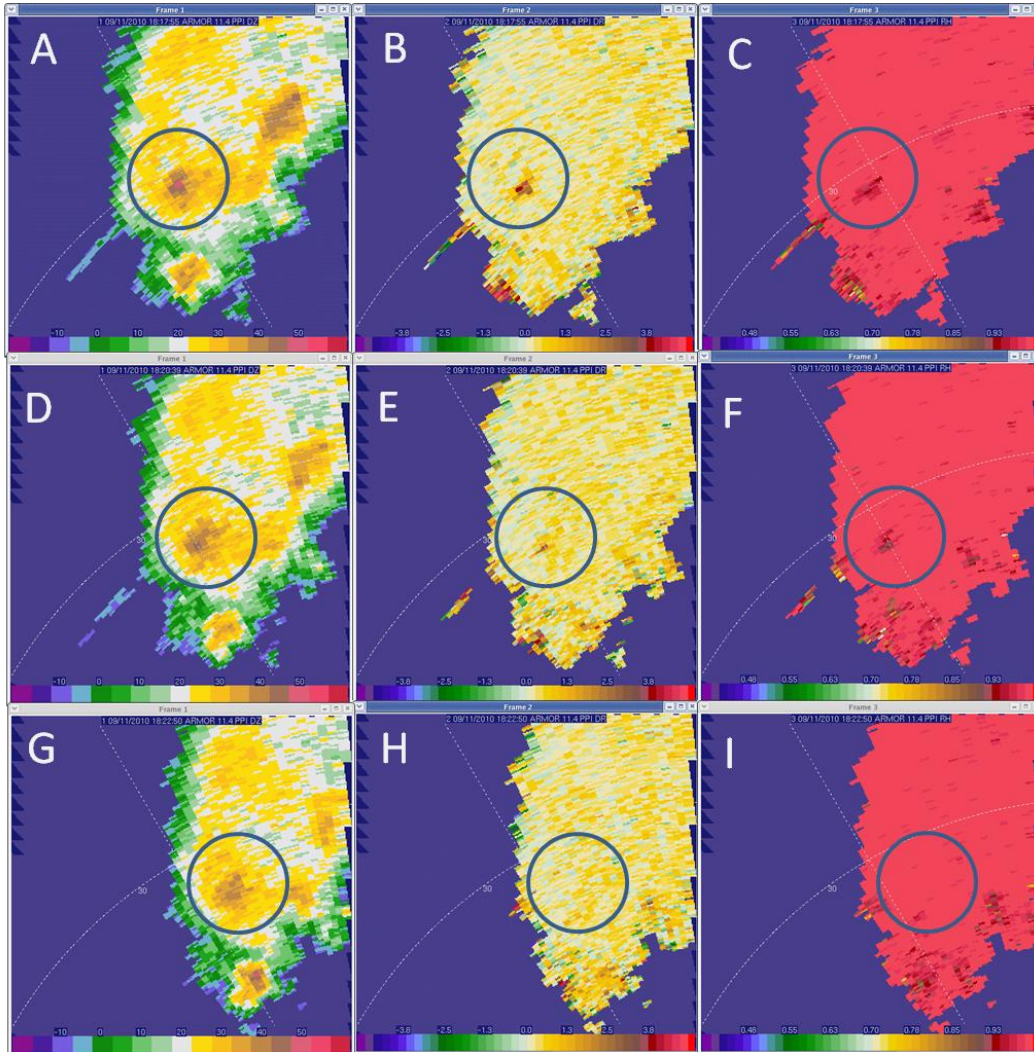 Frame 1
1 09/11/2010 18:17:55 ARMOR 11.4 PPI DZ
A
-10 0 10 20 30 40 50
Frame 2
2 09/11/2010 18:17:55 ARMOR 11.4 PPI DR
B
-3.8 -2.5 -1.3 0.0 1.3 2.5 3.8
Frame 3
3 09/11/2010 18:17:55 ARMOR 11.4 PPI RH
C
30
0.48 0.55 0.63 0.70 0.78 0.85 0.93
Frame 1
1 09/11/2010 18:20:39 ARMOR 11.4 PPI DZ
D
30
-10 0 10 20 30 40 50
Frame 2
2 09/11/2010 18:20:39 ARMOR 11.4 PPI DR
E
-3.8 -2.5 -1.3 0.0 1.3 2.5 3.8
Frame 3
3 09/11/2010 18:20:39 ARMOR 11.4 PPI RH
F
30
0.48 0.55 0.63 0.70 0.78 0.85 0.93
Frame 1
1 09/11/2010 18:22:50 ARMOR 11.4 PPI DZ
G
30
-10 0 10 20 30 40 50
Frame 2
2 09/11/2010 18:22:50 ARMOR 11.4 PPI DR
H
-3.8 -2.5 -1.3 0.0 1.3 2.5 3.8
Frame 3
3 09/11/2010 18:22:50 ARMOR 11.4 PPI RH
I
30
0.48 0.55 0.63 0.70 0.78 0.85 0.93